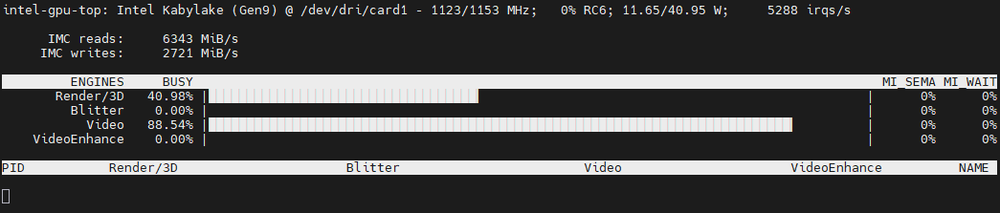 intel-gpu-top: Intel Kabylake (Gen9) @ /dev/dri/card1 - 1123/1153 MHz;   0% RC6; 11.65/40.95 W;     5288 irqs/s
IMC reads:     6343 MiB/s
IMC writes:     2721 MiB/s
ENGINES     BUSY     MI_SEMA MI_WAIT
Render/3D   40.98% |     |     0%     0%
Blitter    0.00% |     |     0%     0%
Video   88.54% |     |     0%     0%
VideoEnhance    0.00% |     |     0%     0%
PID     Render/3D     Blitter     Video     VideoEnhance     NAME